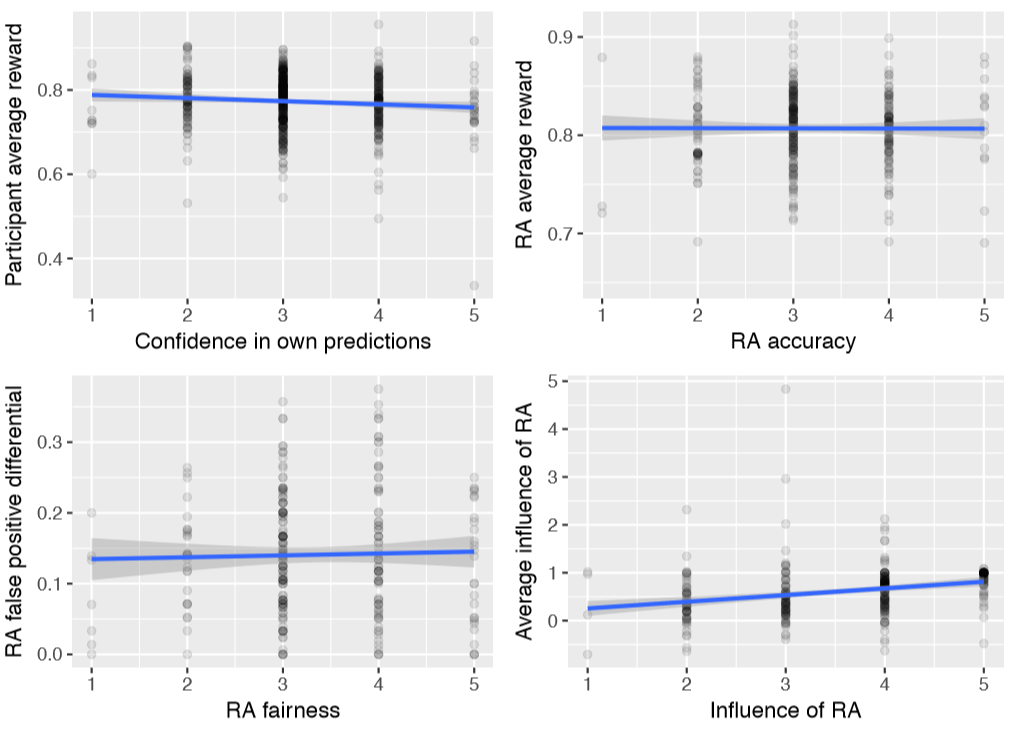 Participant average reward
0.8
0.6
0.4
1 2 3 4 5
Confidence in own predictions
RA average reward
0.9
0.8
0.7
1 2 3 4 5
RA accuracy
RA false positive differential
0.3
0.2
0.1
0.0
1 2 3 4 5
RA fairness
Average influence of RA
5
4
3
2
1
0
1 2 3 4 5
Influence of RA